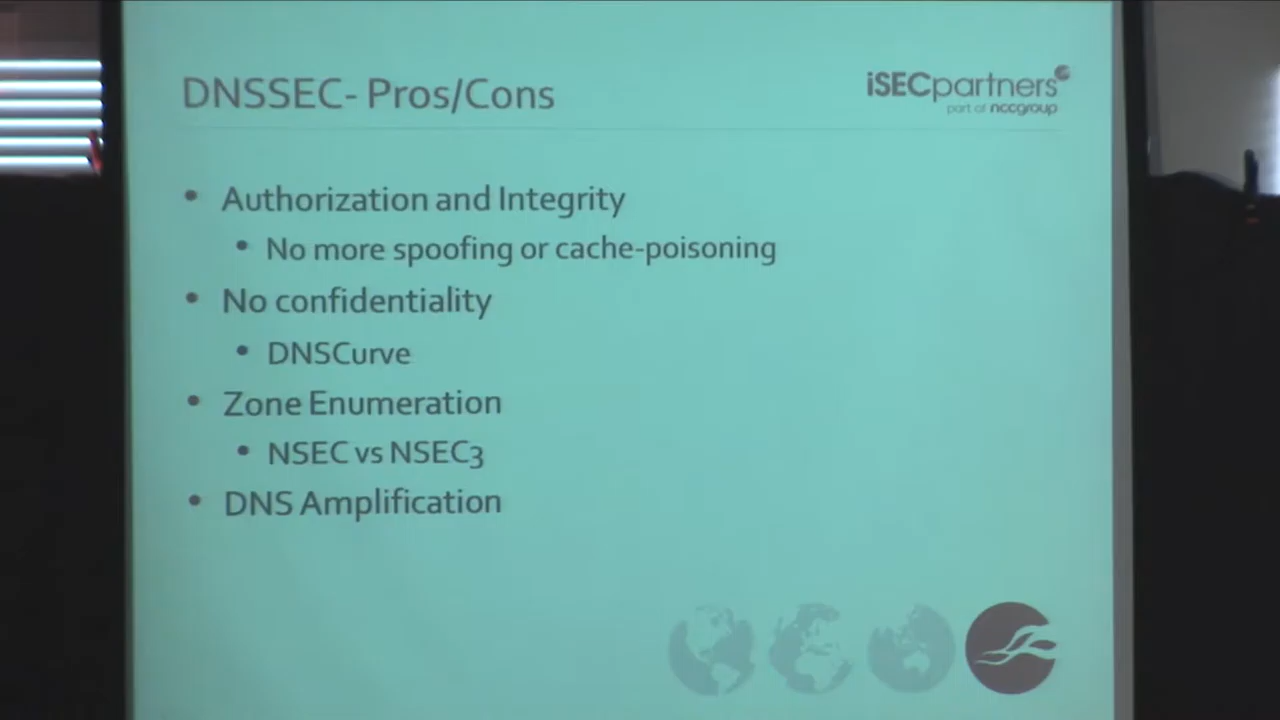 DNSSEC- Pros/Cons
iSECpartners
part of nccgroup
• Authorization and Integrity
• No more spoofing or cache-poisoning
• No confidentiality
• DNSCurve
• Zone Enumeration
• NSEC vs NSEC3
• DNS Amplification